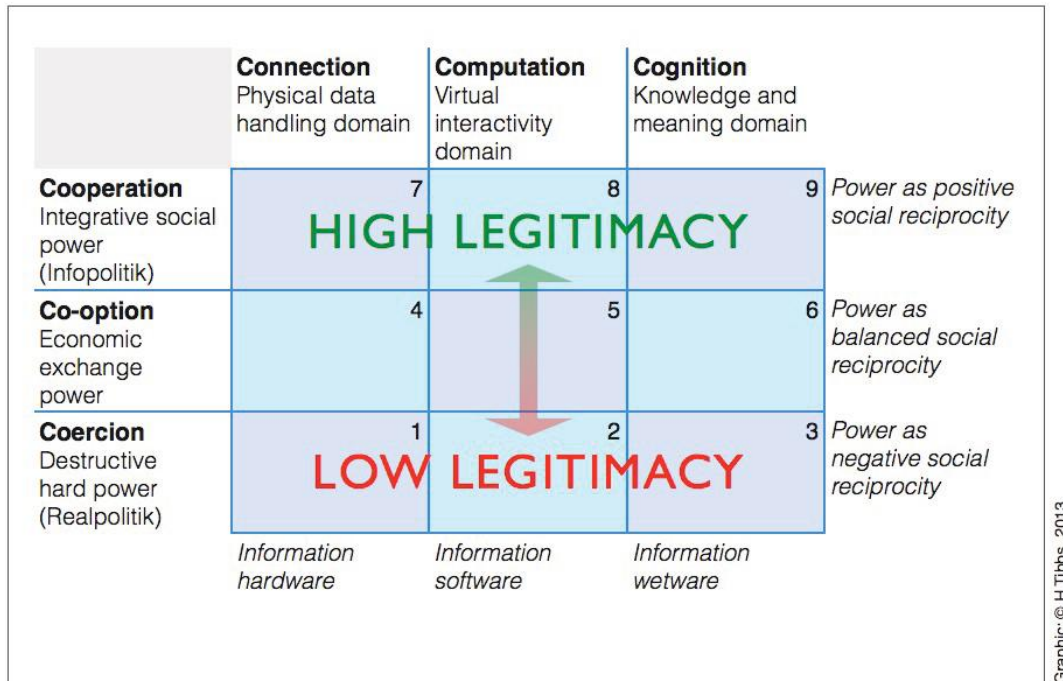 Connection
Physical data
handling domain
Computation
Virtual
interactivity
domain
Cognition
Knowledge and
meaning domain
Cooperation
Integrative social
power
(Infopolitik)
7
8
9
HIGH LEGITIMACY
Power as positive
social reciprocity
Co-option
Economic
exchange
power
4
5
6
Power as
balanced social
reciprocity
Coercion
Destructive
hard power
(Realpolitik)
1
2
3
LOW LEGITIMACY
Power as
negative social
reciprocity
Information
hardware
Information
software
Information
wetware
Graphic: © H Tibbs, 2013